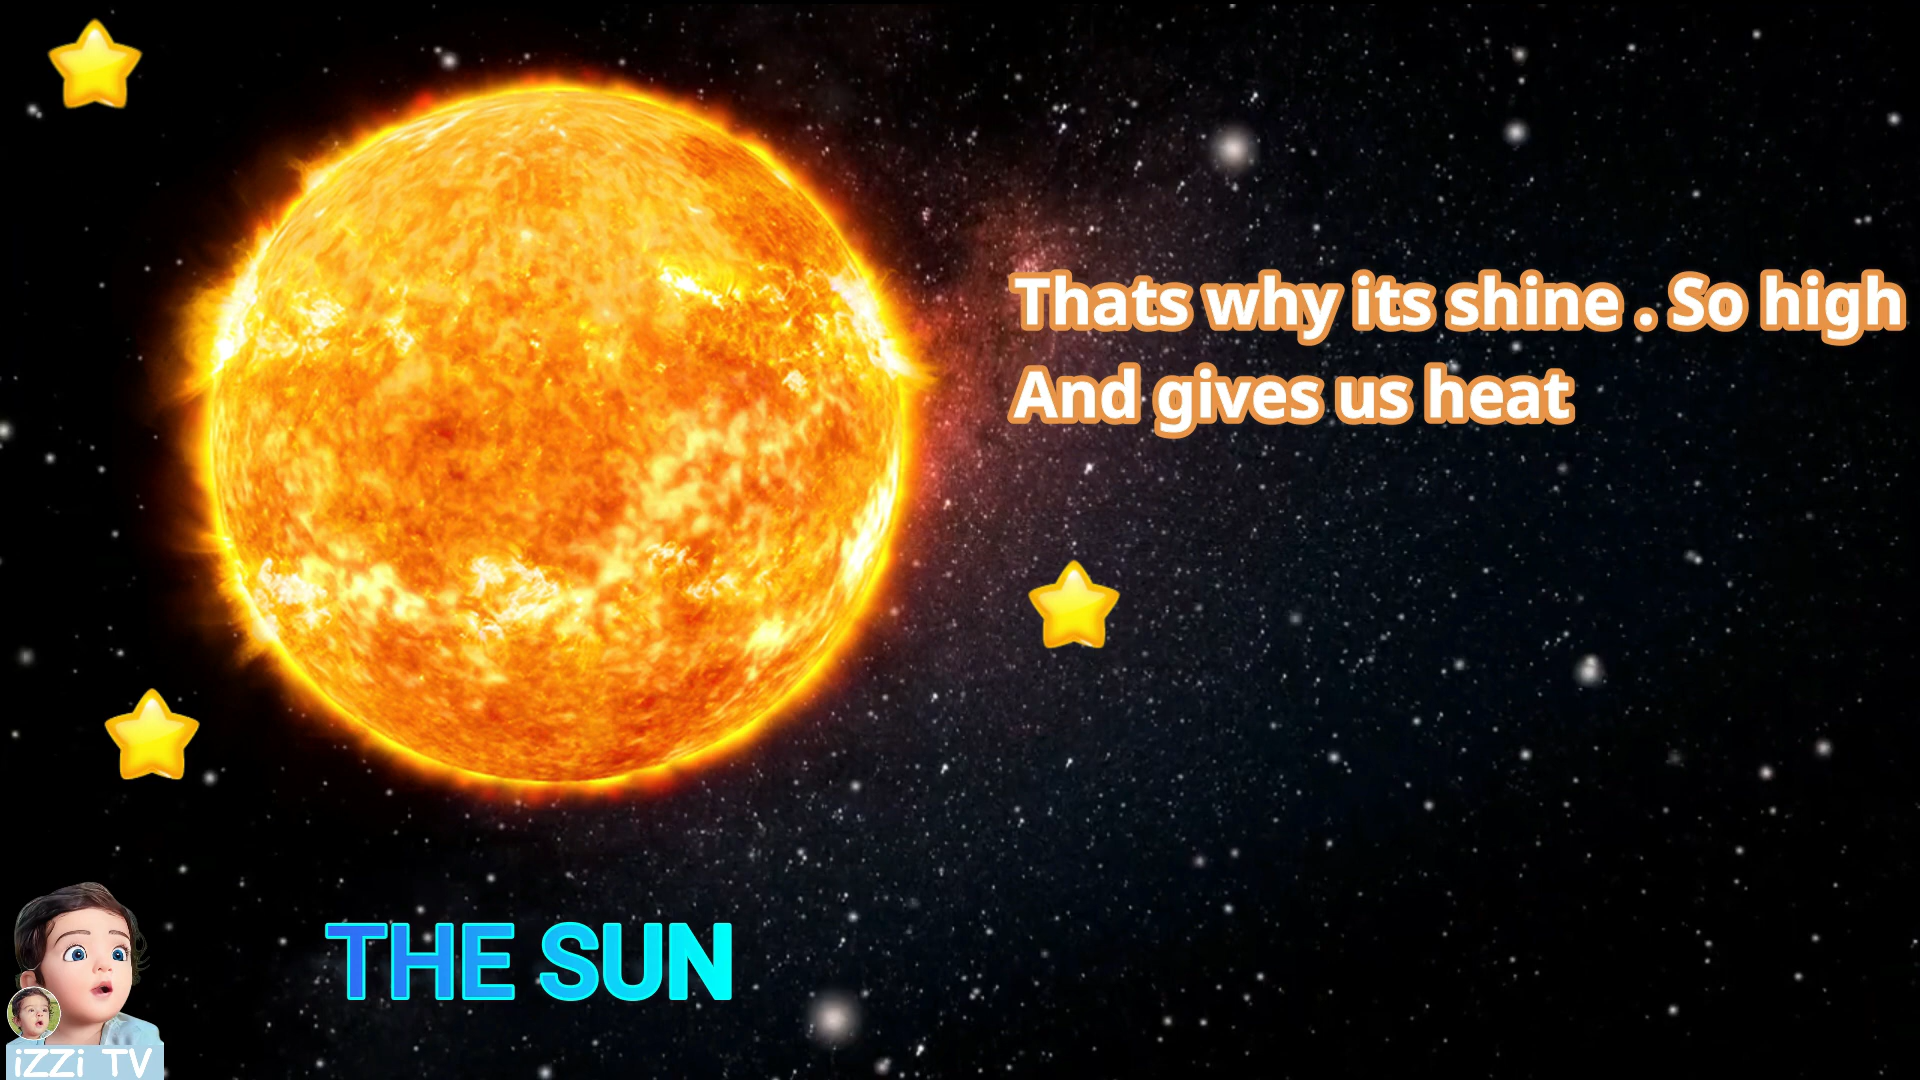 Thats why its shine . So high
And gives us heat
THE SUN
iZZi TV